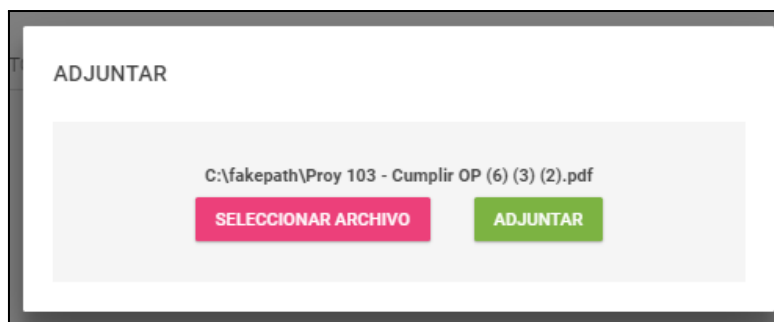 ADJUNTAR
C:\fakepath\Proy 103 - Cumplir OP (6) (3) (2).pdf
SELECCIONAR ARCHIVO
ADJUNTAR